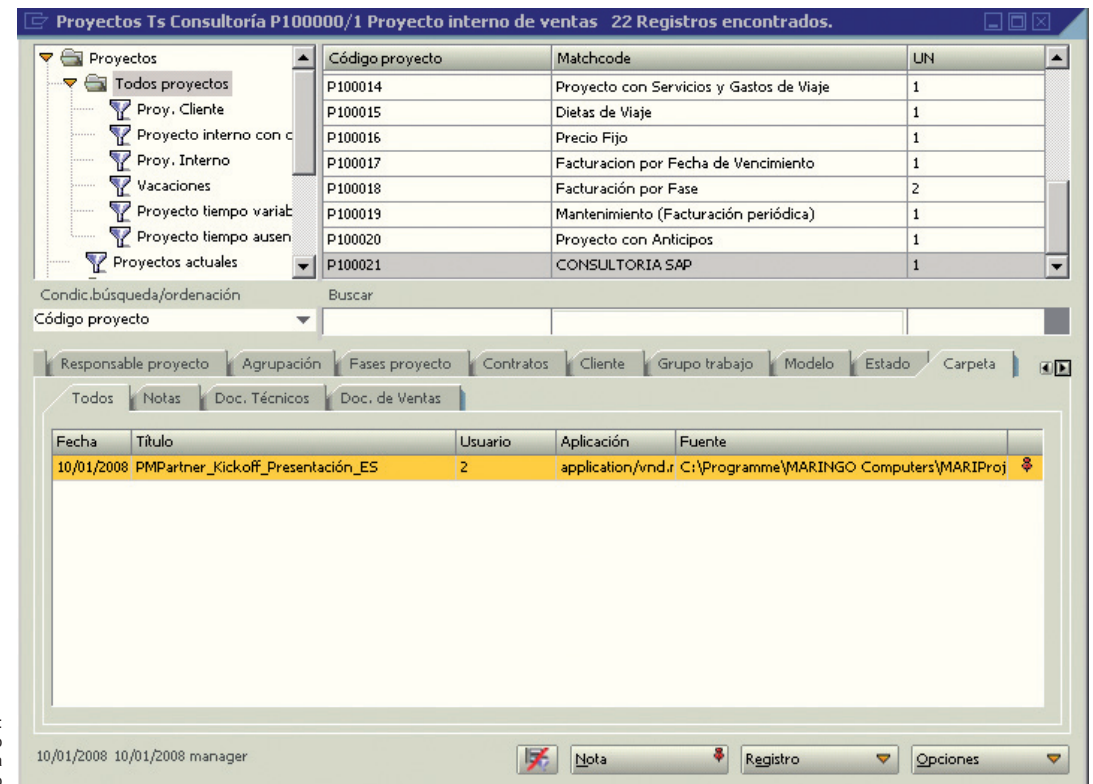 Proyectos Ts Consultoría P100000/1 Proyecto interno de ventas 22 Registros encontrados.
Proyectos
Todos proyectos
Proy. Cliente
Proyecto interno con c
Proy. Interno
Vacaciones
Proyecto tiempo variab
Proyecto tiempo ausen
Proyectos actuales
Código proyecto Matchcode UN
P100014 Proyecto con Servicios y Gastos de Viaje 1
P100015 Dietas de Viaje 1
P100016 Precio Fijo 1
P100017 Facturacion por Fecha de Vencimiento 1
P100018 Facturación por Fase 2
P100019 Mantenimiento (Facturación periódica) 1
P100020 Proyecto con Anticipos 1
P100021 CONSULTORIA SAP 1
Condic.búsqueda/ordenación Buscar
Código proyecto
Responsable proyecto Agrupación Fases proyecto Contratos Cliente Grupo trabajo Modelo Estado Carpeta
Todos Notas Doc. Técnicos Doc. de Ventas
Fecha Título Usuario Aplicación Fuente
10/01/2008 PMPartner_Kickoff_Presentación_ES 2 application/vnd.r C:\Programme\MARINGO Computers\MARIProj
10/01/2008 10/01/2008 manager Nota Registro Opciones